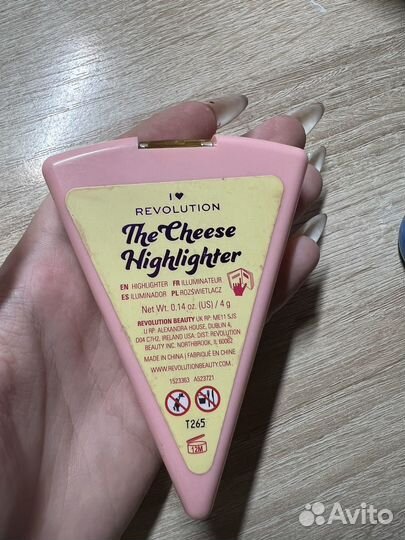 I ♥
REVOLUTION
The Cheese
Highlighter
EN HIGHLIGHTER FR ILLUMINATEUR
ES ILUMINADOR PL ROZŚWIETLACZ
Net Wt. 0.14 oz. (US) / 4 g
REVOLUTION BEAUTY UK RP: ME11 5JS.
U RP: ALEXANDRA HOUSE, DUBLIN 4,
D04 C7H2, IRELAND USA: DIST: REVOLUTION
BEAUTY INC. NORTHBROOK, IL 60062
MADE IN CHINA | FABRIQUÉ EN CHINE
WWW.REVOLUTIONBEAUTY.COM
1523363 A523721
T265
12M
Avito